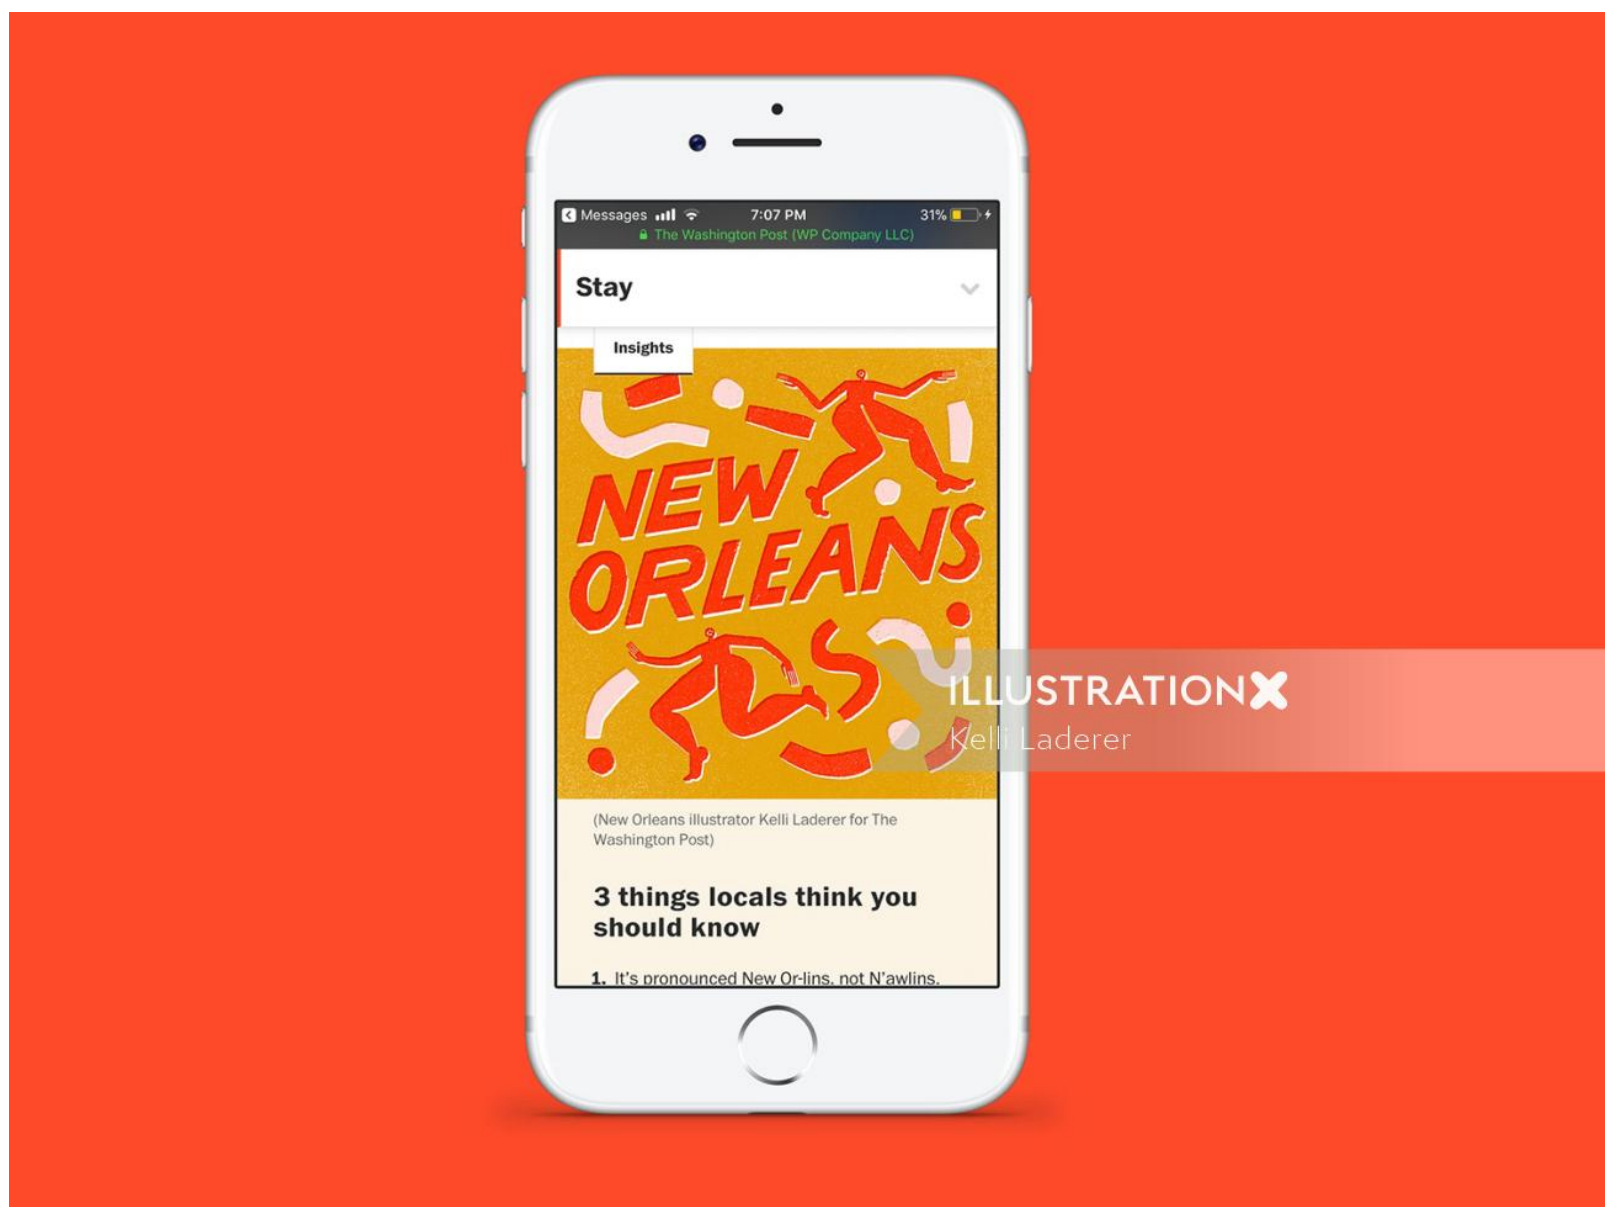 Messages 7:07 PM 31%
The Washington Post (WP Company LLC)
Stay
Insights
NEW
ORLEANS
ILLUSTRATIONX
Kelli Laderer
(New Orleans illustrator Kelli Laderer for The
Washington Post)
3 things locals think you
should know
1. It's pronounced New Or-lins, not N'awlins.